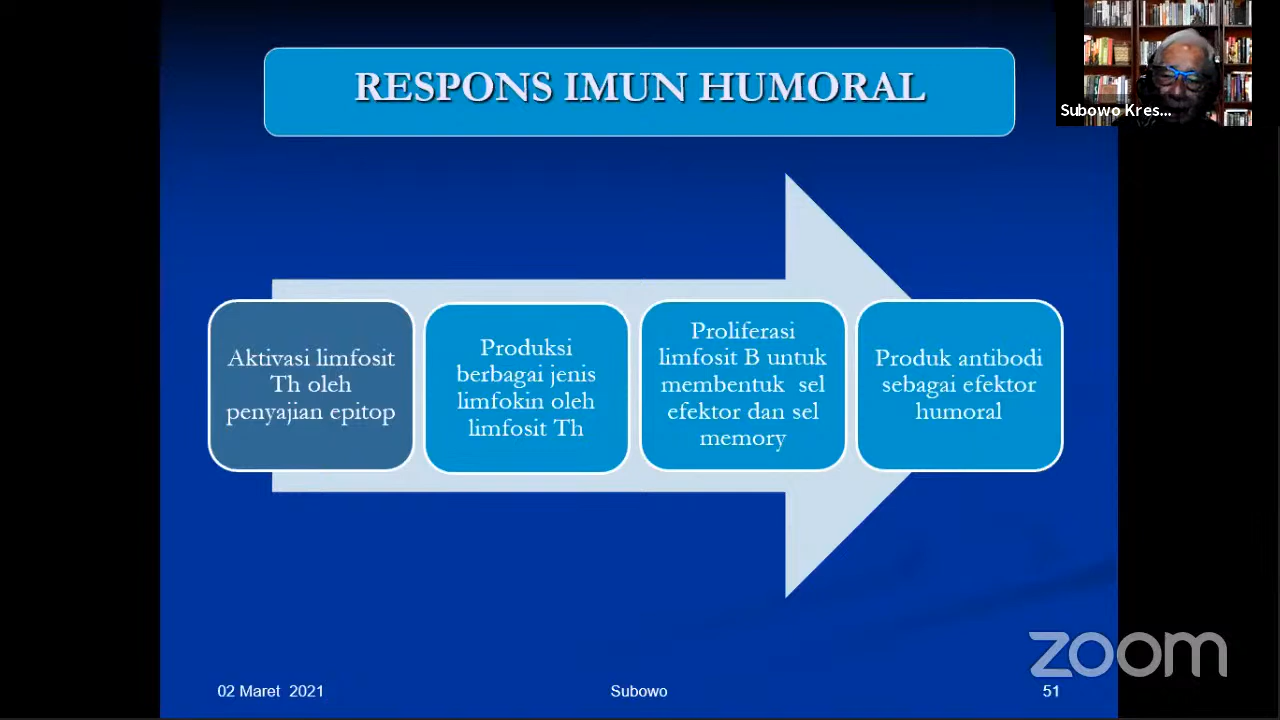 RESPONS IMUN HUMORAL
Subowo Kres...
Aktivasi limfosit
Th oleh
penyajian epitop
Produksi
berbagai jenis
limfokin oleh
limfosit Th
Proliferasi
limfosit B untuk
membentuk sel
efektor dan sel
memory
Produk antibodi
sebagai efektor
humoral
zoom
02 Maret 2021
Subowo
51